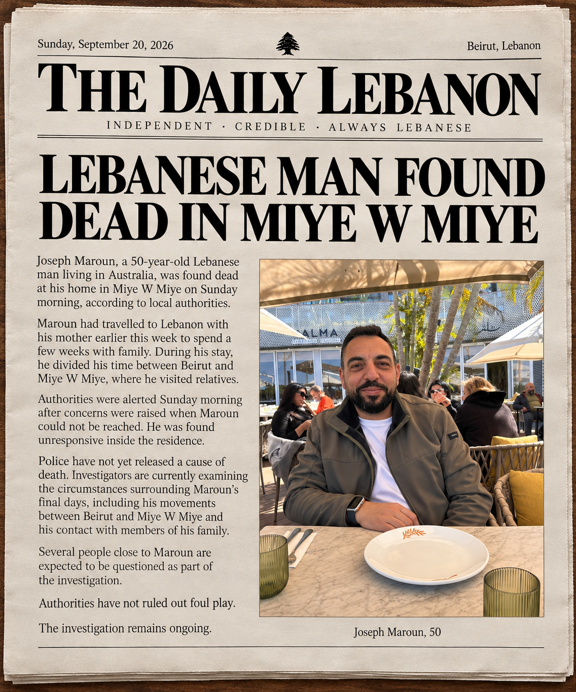 Sunday, September 20, 2026
Beirut, Lebanon
THE DAILY LEBANON
INDEPENDENT · CREDIBLE · ALWAYS LEBANESE
LEBANESE MAN FOUND
DEAD IN MIYE W MIYE
Joseph Maroun, a 50-year-old Lebanese
man living in Australia, was found dead
at his home in Miye W Miye on Sunday
morning, according to local authorities.
Maroun had travelled to Lebanon with
his mother earlier this week to spend a
few weeks with family. During his stay,
he divided his time between Beirut and
Miye W Miye, where he visited relatives.
Authorities were alerted Sunday morning
after concerns were raised when Maroun
could not be reached. He was found
unresponsive inside the residence.
Police have not yet released a cause of
death. Investigators are currently examining
the circumstances surrounding Maroun's
final days, including his movements
between Beirut and Miye W Miye and
his contact with members of his family.
Several people close to Maroun are
expected to be questioned as part of
the investigation.
Authorities have not ruled out foul play.
The investigation remains ongoing.
ALMA
Joseph Maroun, 50